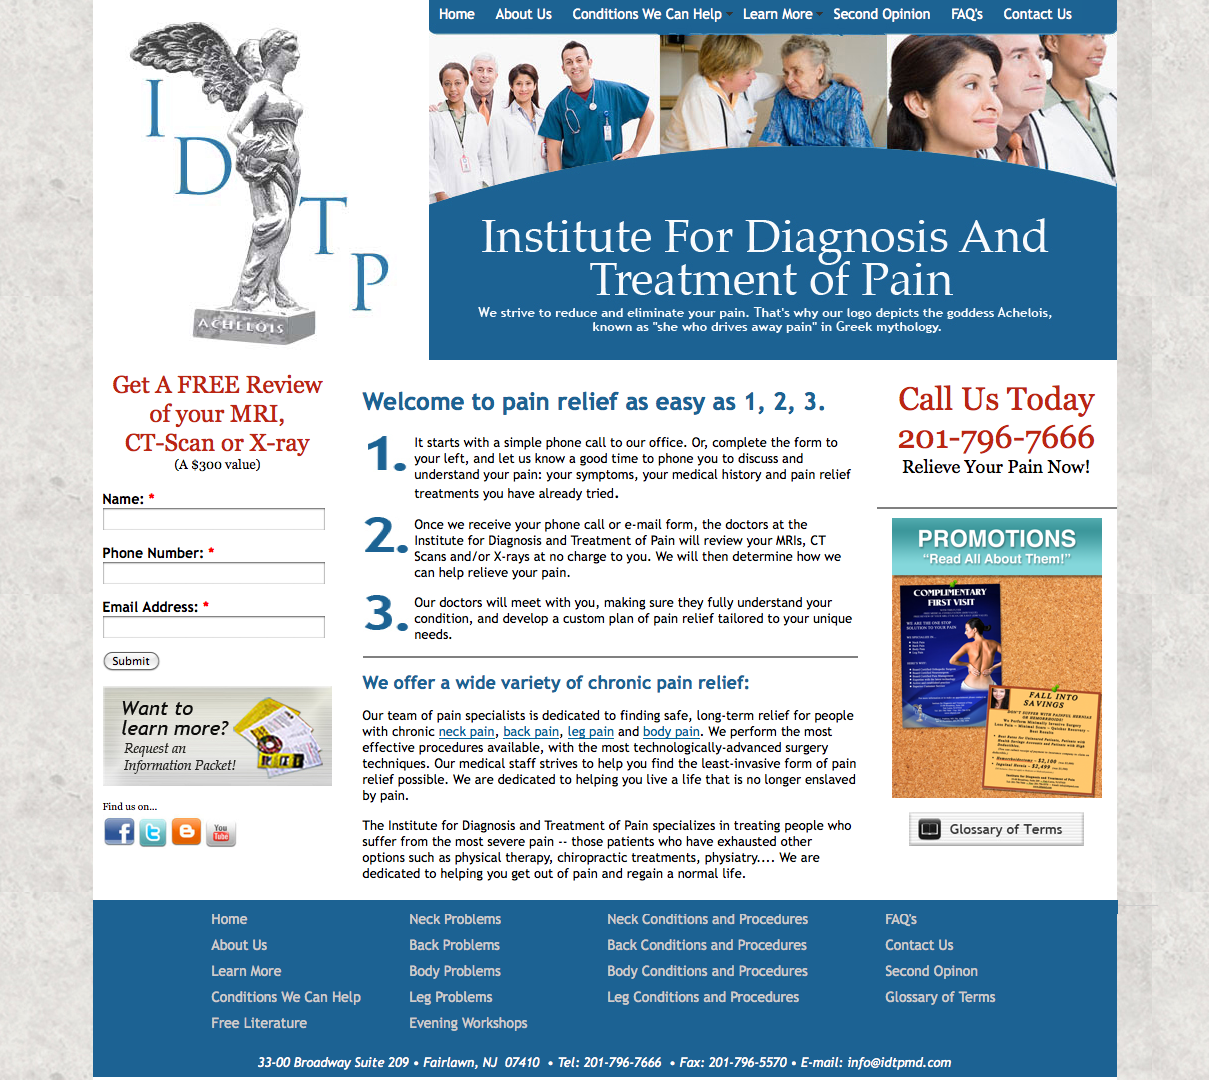 Home About Us Conditions We Can Help Learn More Second Opinion FAQ's Contact Us
I
D
T
P
ACHELOIS
Institute For Diagnosis And
Treatment of Pain
We strive to reduce and eliminate your pain. That's why our logo depicts the goddess Achelois,
known as "she who drives away pain" in Greek mythology.
Get A FREE Review
of your MRI,
CT-Scan or X-ray
(A $300 value)
Name: *
Phone Number: *
Email Address: *
Submit
Want to
learn more?
Request an
Information Packet!
Find us on...
You
Tube
Welcome to pain relief as easy as 1, 2, 3.
1. It starts with a simple phone call to our office. Or, complete the form to
your left, and let us know a good time to phone you to discuss and
understand your pain: your symptoms, your medical history and pain relief
treatments you have already tried.
2. Once we receive your phone call or e-mail form, the doctors at the
Institute for Diagnosis and Treatment of Pain will review your MRIs, CT
Scans and/or X-rays at no charge to you. We will then determine how we
can help relieve your pain.
3. Our doctors will meet with you, making sure they fully understand your
condition, and develop a custom plan of pain relief tailored to your unique
needs.
We offer a wide variety of chronic pain relief:
Our team of pain specialists is dedicated to finding safe, long-term relief for people
with chronic neck pain, back pain, leg pain and body pain. We perform the most
effective procedures available, with the most technologically-advanced surgery
techniques. Our medical staff strives to help you find the least-invasive form of pain
relief possible. We are dedicated to helping you live a life that is no longer enslaved
by pain.
The Institute for Diagnosis and Treatment of Pain specializes in treating people who
suffer from the most severe pain -- those patients who have exhausted other
options such as physical therapy, chiropractic treatments, physiatry.... We are
dedicated to helping you get out of pain and regain a normal life.
Call Us Today
201-796-7666
Relieve Your Pain Now!
PROMOTIONS
“Read All About Them!”
COMPLIMENTARY
FIRST VISIT
WE ARE THE ONE STOP
SOLUTION TO YOUR PAIN
FALL INTO
SAVINGS
Glossary of Terms
Home Neck Problems Neck Conditions and Procedures FAQ's
About Us Back Problems Back Conditions and Procedures Contact Us
Learn More Body Problems Body Conditions and Procedures Second Opinon
Conditions We Can Help Leg Problems Leg Conditions and Procedures Glossary of Terms
Free Literature Evening Workshops
33-00 Broadway Suite 209 • Fairlawn, NJ 07410 • Tel: 201-796-7666 • Fax: 201-796-5570 • E-mail: info@idtpmd.com